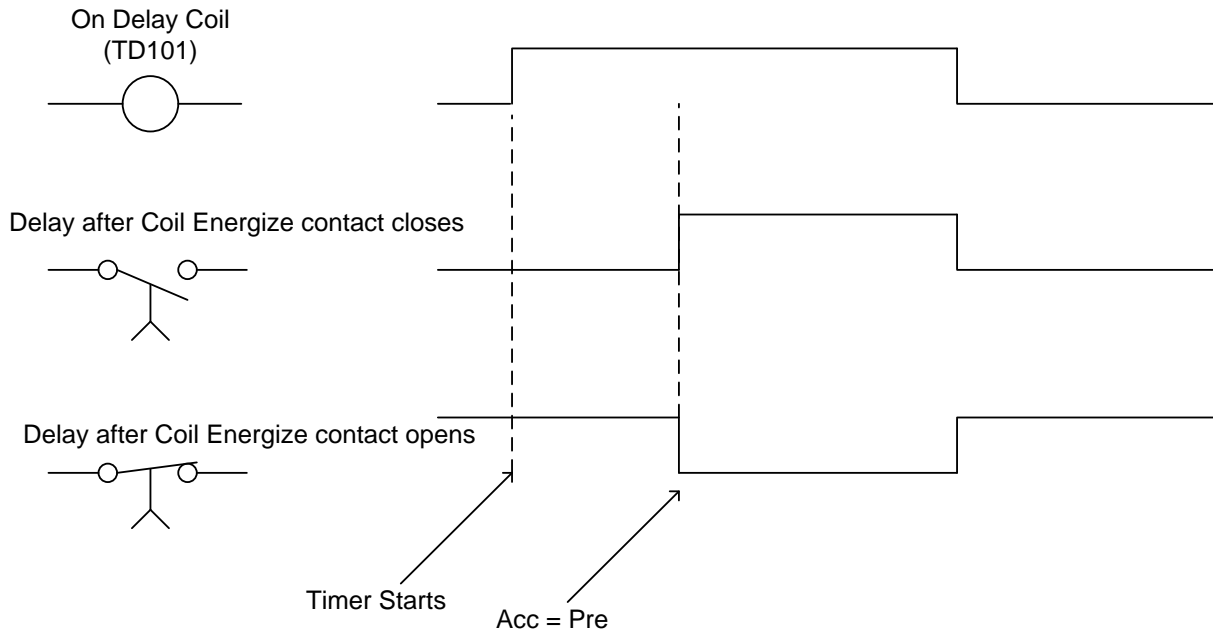 On Delay Coil
(TD101)
Delay after Coil Energize contact closes
Delay after Coil Energize contact opens
Timer Starts
Acc = Pre